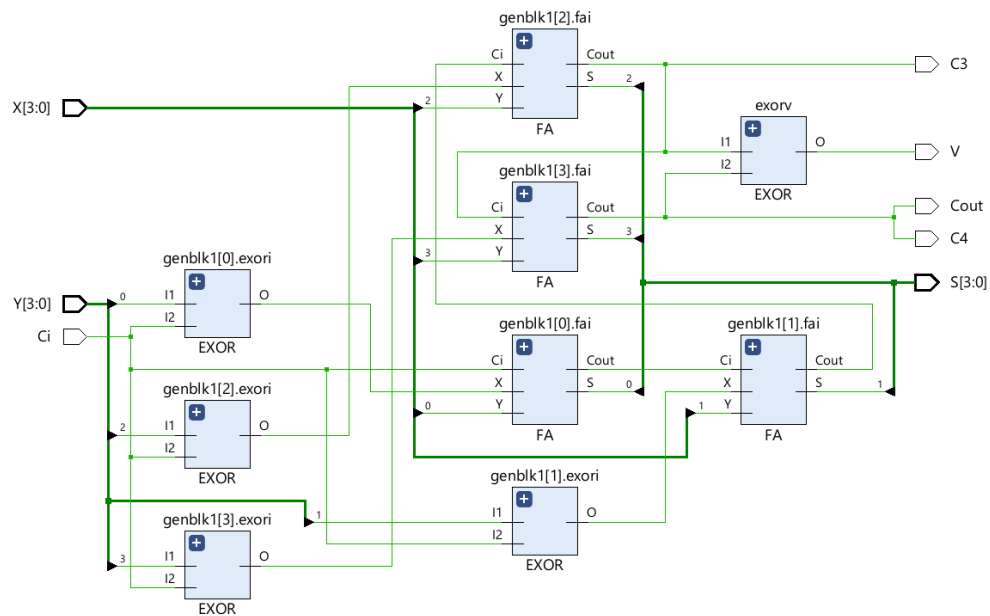 genblk1[2].fai
Ci
X
Y
Cout
S
2
2
FA
C3
X[3:0]
exorv
I1
I2
O
EXOR
V
genblk1[3].fai
Ci
X
Y
Cout
S
3
3
FA
Cout
C4
S[3:0]
genblk1[0].exori
Y[3:0]
0
I1
I2
O
EXOR
Ci
genblk1[0].fai
Ci
X
Y
Cout
S
0
0
FA
genblk1[1].fai
Ci
X
Y
Cout
S
1
1
FA
genblk1[2].exori
2
I1
I2
O
EXOR
genblk1[1].exori
1
I1
I2
O
EXOR
genblk1[3].exori
3
I1
I2
O
EXOR